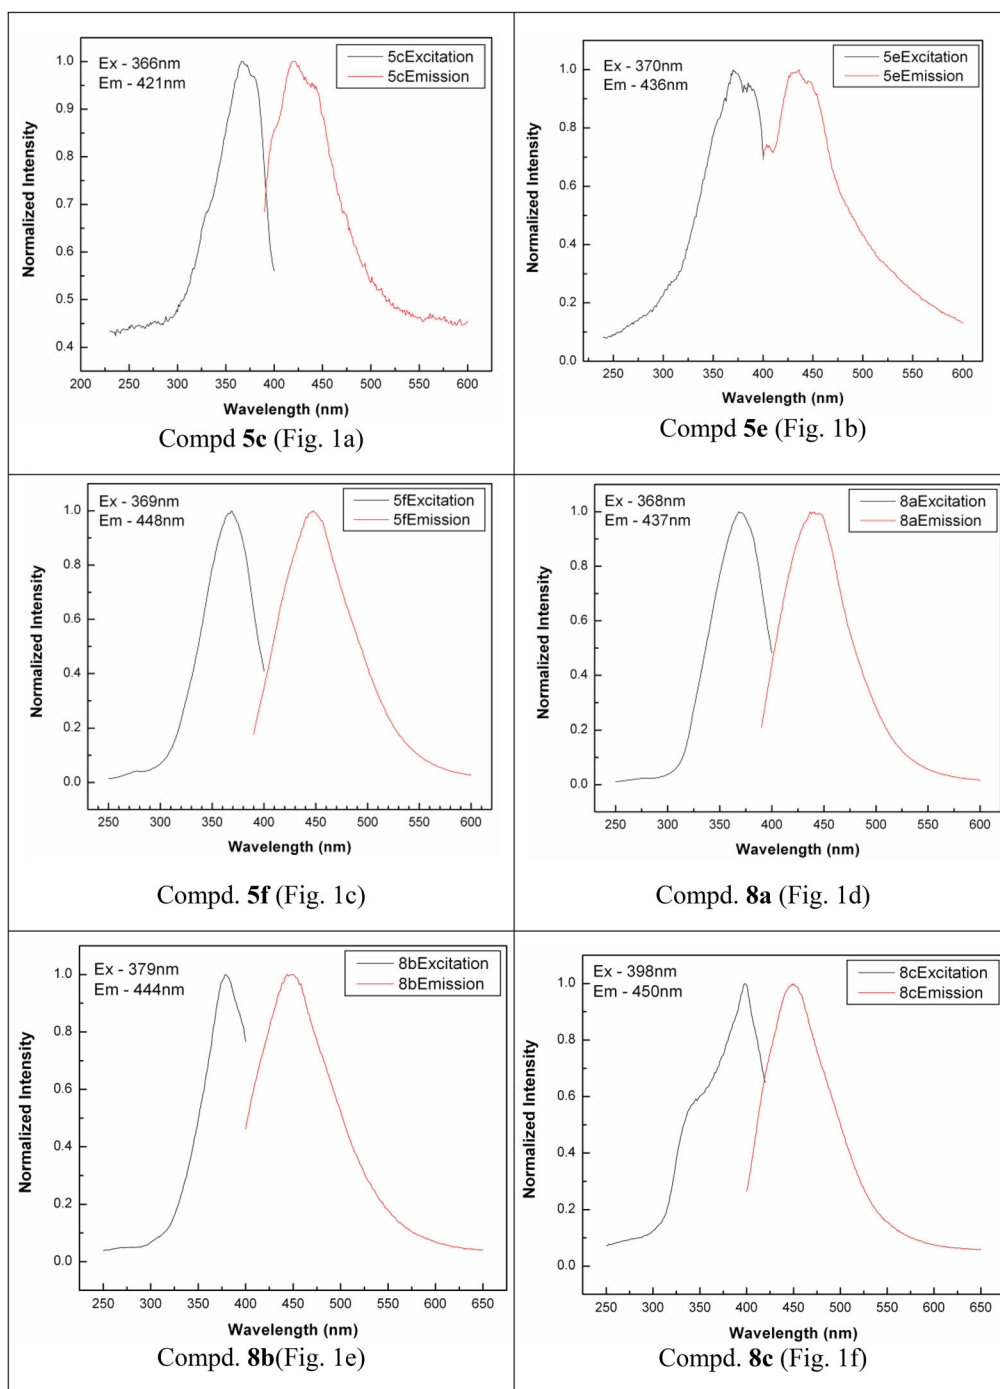 Ex - 366nm
Em - 421nm
5cExcitation
5cEmission
1.0
0.9
0.8
0.7
0.6
0.5
0.4
Normalized Intensity
200 250 300 350 400 450 500 550 600
Wavelength (nm)
Compd 5c (Fig. 1a)
Ex - 370nm
Em - 436nm
5eExcitation
5eEmission
1.0
0.8
0.6
0.4
0.2
0.0
Normalized Intensity
250 300 350 400 450 500 550 600
Wavelength (nm)
Compd 5e (Fig. 1b)
Ex - 369nm
Em - 448nm
5fExcitation
5fEmission
1.0
0.8
0.6
0.4
0.2
0.0
Normalized Intensity
250 300 350 400 450 500 550 600
Wavelength (nm)
Compd. 5f (Fig. 1c)
Ex - 368nm
Em - 437nm
8aExcitation
8aEmission
1.0
0.8
0.6
0.4
0.2
0.0
Normalized Intensity
250 300 350 400 450 500 550 600
Wavelength (nm)
Compd. 8a (Fig. 1d)
Ex - 379nm
Em - 444nm
8bExcitation
8bEmission
1.0
0.8
0.6
0.4
0.2
0.0
Normalized Intensity
250 300 350 400 450 500 550 600 650
Wavelength (nm)
Compd. 8b(Fig. 1e)
Ex - 398nm
Em - 450nm
8cExcitation
8cEmission
1.0
0.8
0.6
0.4
0.2
0.0
Normalized Intensity
250 300 350 400 450 500 550 600 650
Wavelength (nm)
Compd. 8c (Fig. 1f)